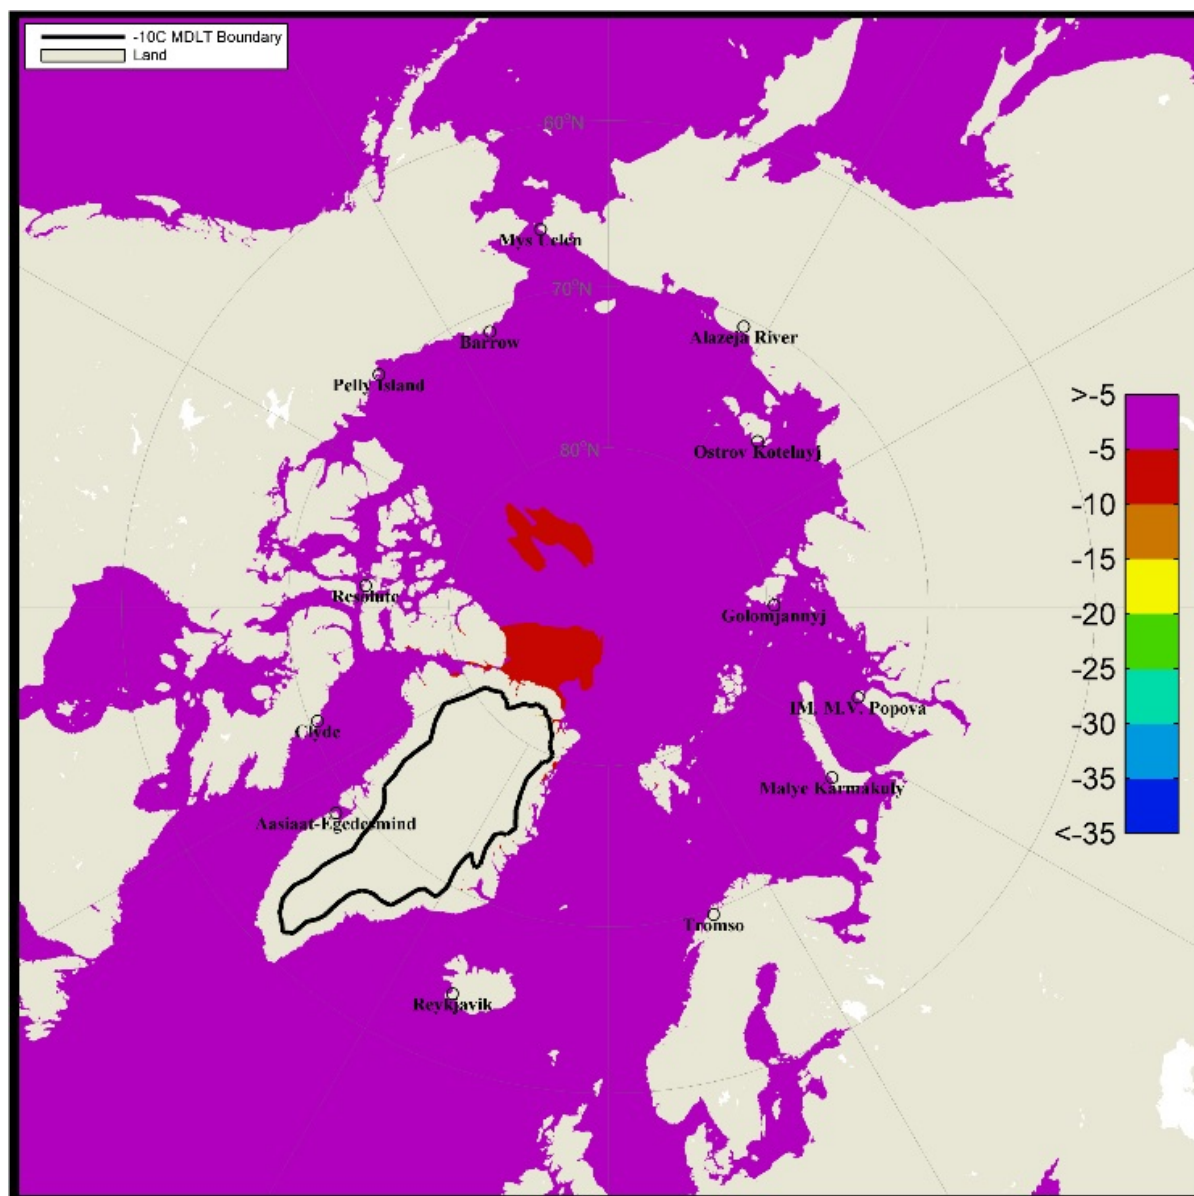 -10C MDLT Boundary
Land
60°N
Mys Uelen
70°N
Barrow
Alazeja River
Pelly Island
>-5
-5
80°N
Ostrov Kotelnyj
-10
-15
-20
Resolute
Golomjannyj
-25
-30
IM. M.V. Popova
Clyde
-35
Malye Karmakuly
Aasiaat-Egedesmind
<-35
Tromso
Reykjavik